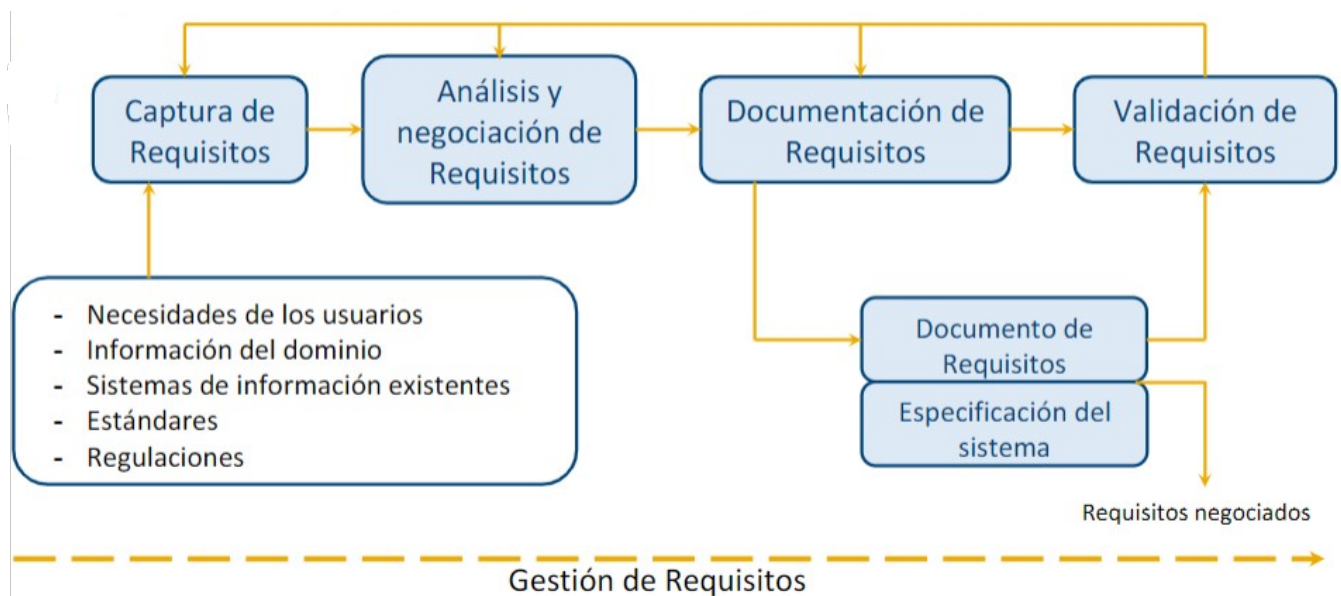 Captura de
Requisitos
Análisis y
negociación de
Requisitos
Documentación de
Requisitos
Validación de
Requisitos
- Necesidades de los usuarios
- Información del dominio
- Sistemas de información existentes
- Estándares
- Regulaciones
Documento de
Requisitos
Especificación del
sistema
Requisitos negociados
Gestión de Requisitos